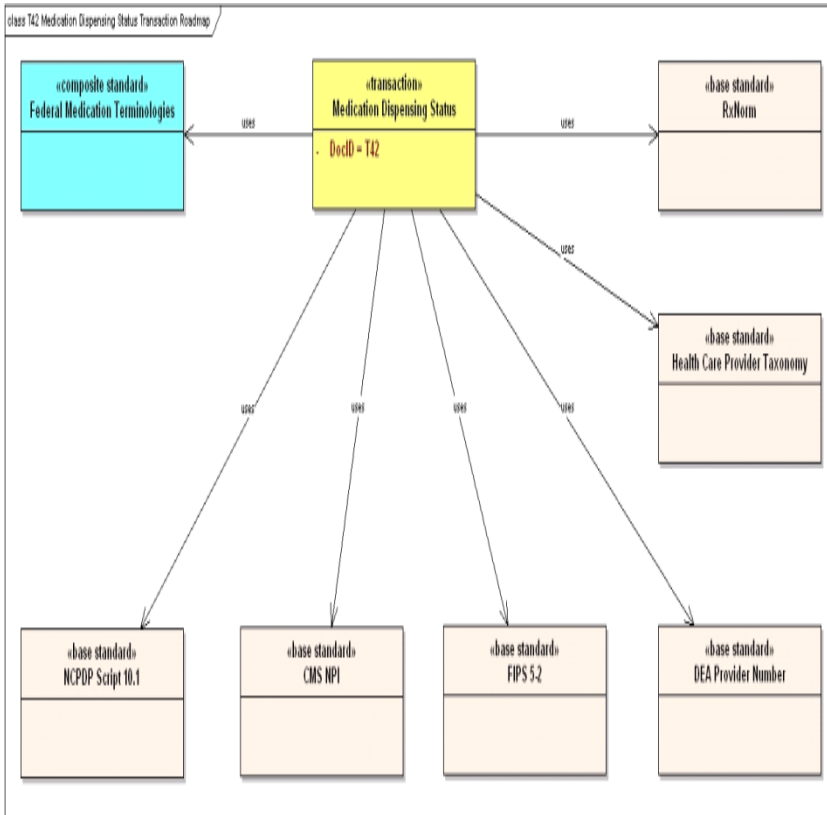 class T42 Medication Dispensing Status Transaction Roadmap
«composite standard»
Federal Medication Terminologies
«transaction»
Medication Dispensing Status
- DocID = T42
«base standard»
RxNorm
uses
uses
uses
«base standard»
Health Care Provider Taxonomy
uses
uses
uses
uses
«base standard»
NCPDP Script 10.1
«base standard»
CMS NPI
«base standard»
FIPS 5-2
«base standard»
DEA Provider Number